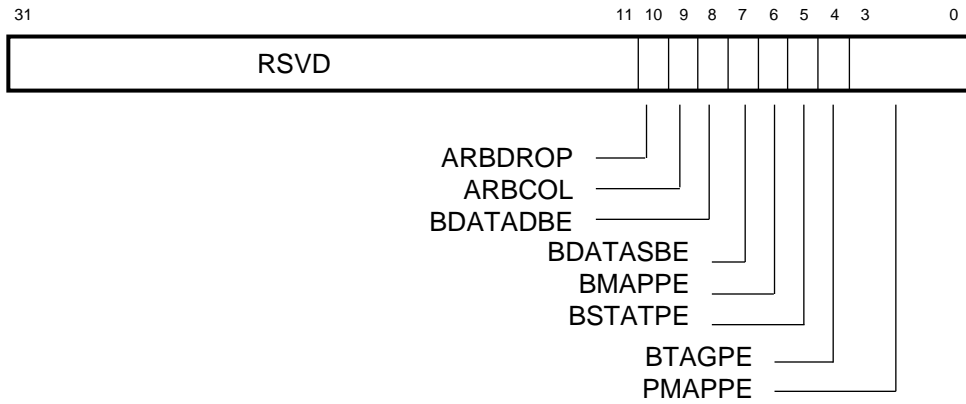 31 11 10 9 8 7 6 5 4 3 0
RSVD
ARBDROP
ARBCOL
BDATADBE
BDATASBE
BMAPPE
BSTATPE
BTAGPE
PMAPPE